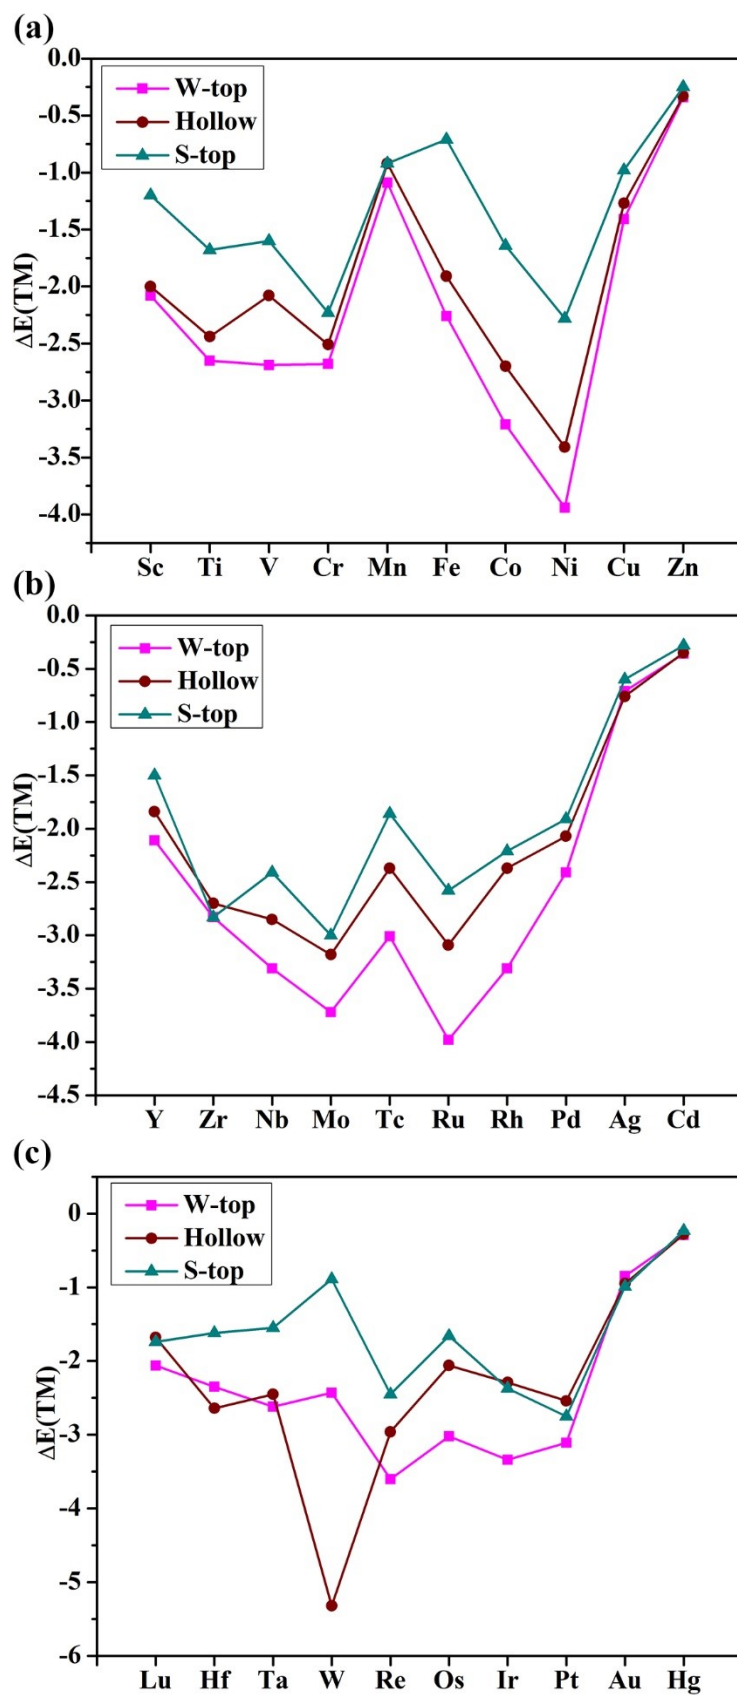 (a)
0.0
-0.5
-1.0
-1.5
-2.0
-2.5
-3.0
-3.5
-4.0
ΔE(TM)
W-top
Hollow
S-top
Sc Ti V Cr Mn Fe Co Ni Cu Zn
(b)
0.0
-0.5
-1.0
-1.5
-2.0
-2.5
-3.0
-3.5
-4.0
-4.5
ΔE(TM)
W-top
Hollow
S-top
Y Zr Nb Mo Tc Ru Rh Pd Ag Cd
(c)
0
-1
-2
-3
-4
-5
-6
ΔE(TM)
W-top
Hollow
S-top
Lu Hf Ta W Re Os Ir Pt Au Hg